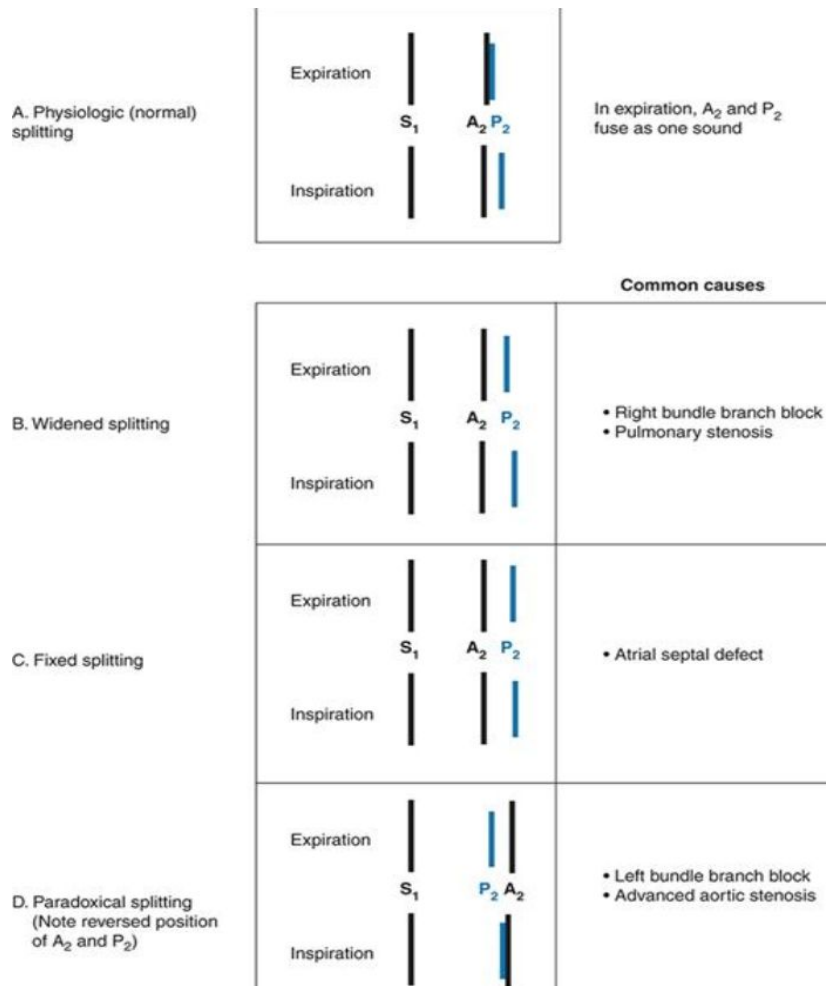 Expiration
A. Physiologic (normal)
splitting
S₁ A₂ P₂
In expiration, A₂ and P₂
fuse as one sound
Inspiration
Common causes
Expiration
B. Widened splitting
S₁ A₂ P₂
• Right bundle branch block
• Pulmonary stenosis
Inspiration
Expiration
C. Fixed splitting
S₁ A₂ P₂
• Atrial septal defect
Inspiration
Expiration
D. Paradoxical splitting
(Note reversed position
of A₂ and P₂)
S₁ P₂ A₂
• Left bundle branch block
• Advanced aortic stenosis
Inspiration